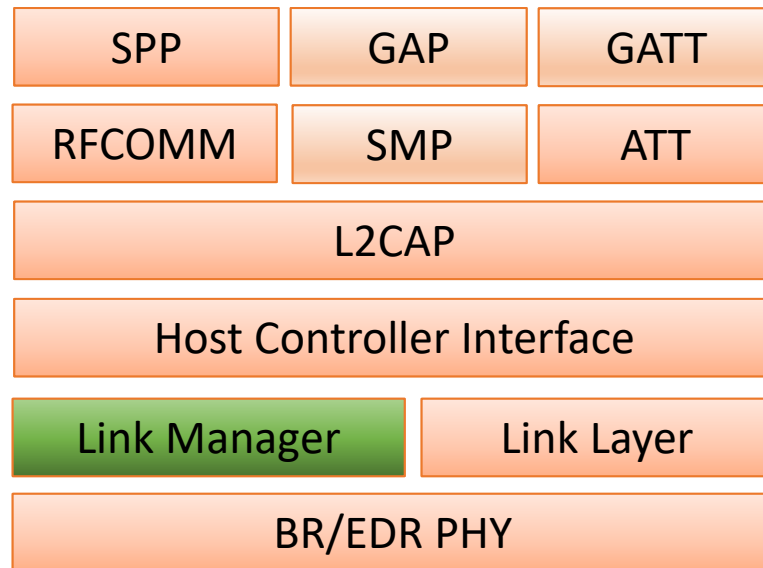 SPP GAP GATT
RFCOMM SMP ATT
L2CAP
Host Controller Interface
Link Manager Link Layer
BR/EDR PHY